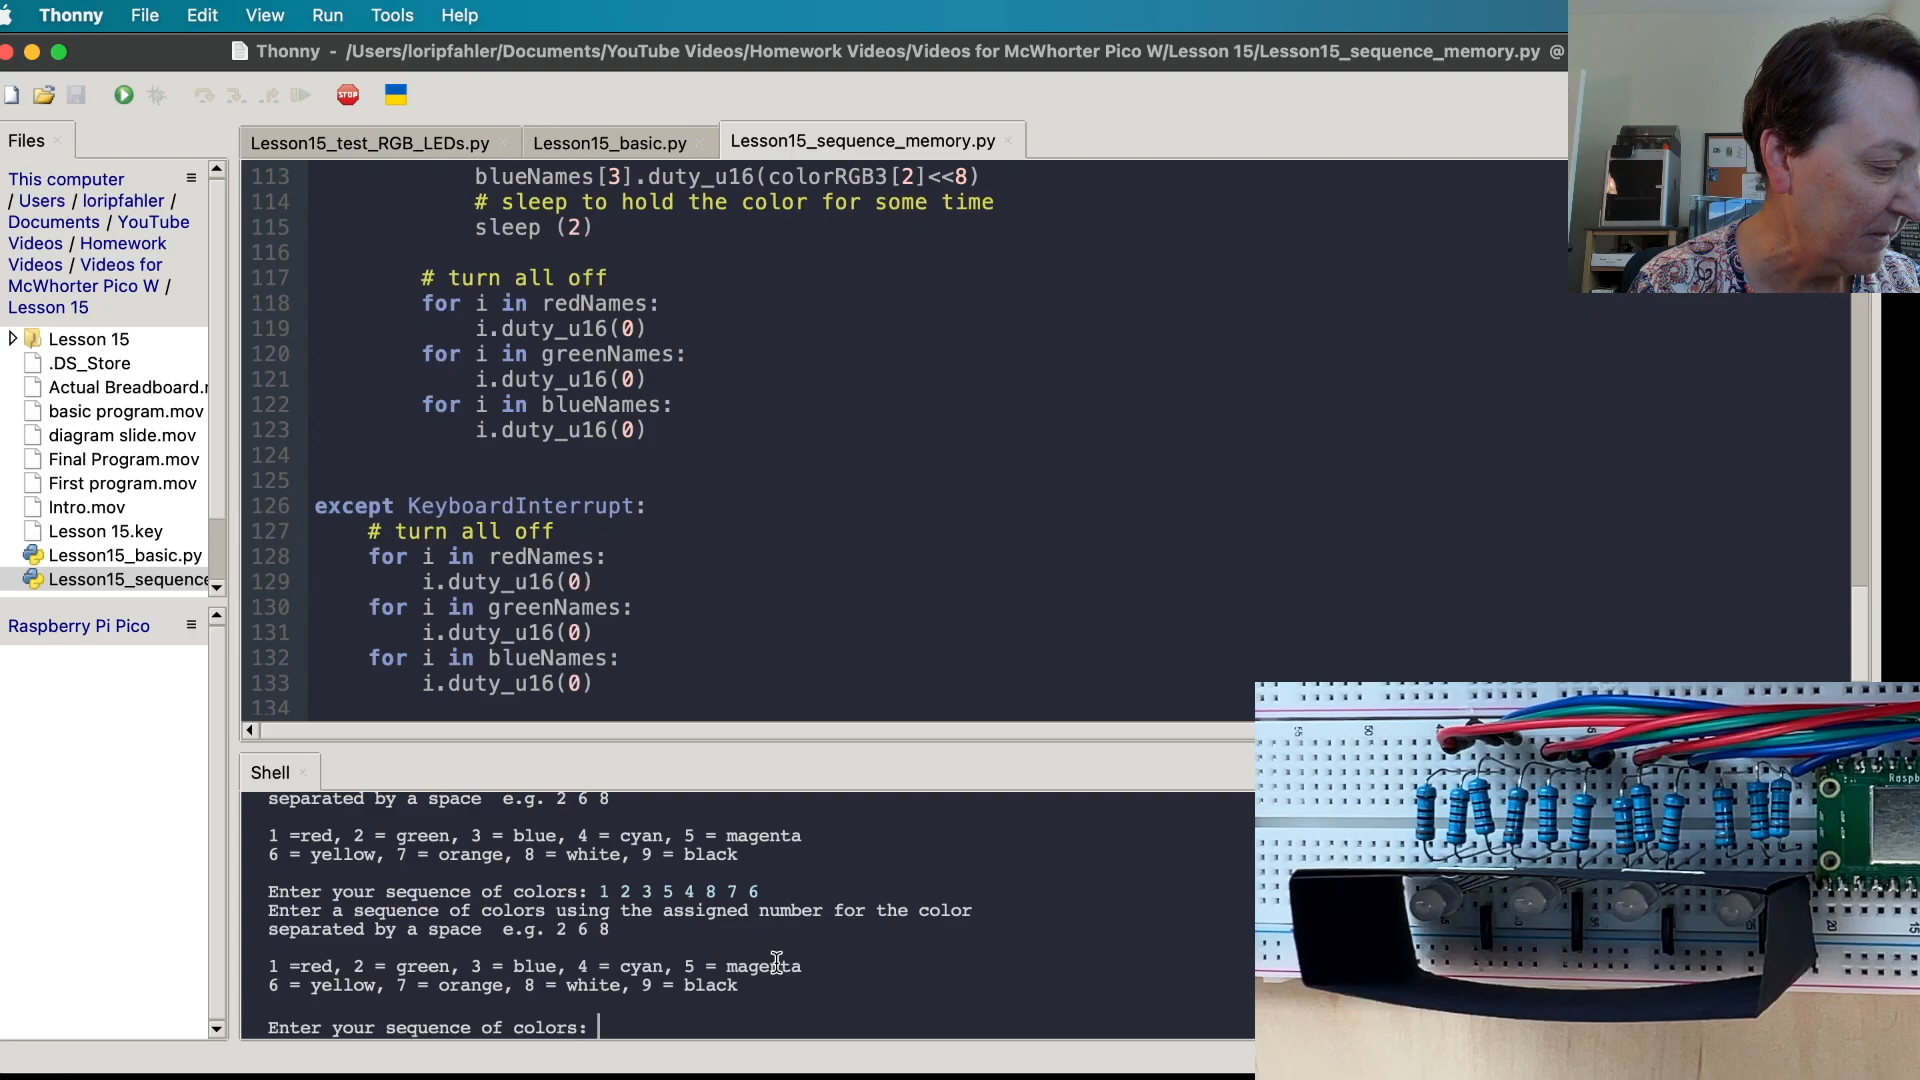 Thonny File Edit View Run Tools Help
Thonny - /Users/loripfahler/Documents/YouTube Videos/Homework Videos/Videos for McWhorter Pico W/Lesson 15/Lesson15_sequence_memory.py @
STOP
Files
This computer
/ Users / loripfahler /
Documents / YouTube
Videos / Homework
Videos / Videos for
McWhorter Pico W /
Lesson 15
Lesson 15
.DS_Store
Actual Breadboard.
basic program.mov
diagram slide.mov
Final Program.mov
First program.mov
Intro.mov
Lesson 15.key
Lesson15_basic.py
Lesson15_sequence
Raspberry Pi Pico
Lesson15_test_RGB_LEDs.py Lesson15_basic.py Lesson15_sequence_memory.py
113 blueNames[3].duty_u16(colorRGB3[2]<<8)
114 # sleep to hold the color for some time
115 sleep (2)
116
117 # turn all off
118 for i in redNames:
119 i.duty_u16(0)
120 for i in greenNames:
121 i.duty_u16(0)
122 for i in blueNames:
123 i.duty_u16(0)
124
125
126 except KeyboardInterrupt:
127 # turn all off
128 for i in redNames:
129 i.duty_u16(0)
130 for i in greenNames:
131 i.duty_u16(0)
132 for i in blueNames:
133 i.duty_u16(0)
134
Shell
separated by a space e.g. 2 6 8
1 =red, 2 = green, 3 = blue, 4 = cyan, 5 = magenta
6 = yellow, 7 = orange, 8 = white, 9 = black
Enter your sequence of colors: 1 2 3 5 4 8 7 6
Enter a sequence of colors using the assigned number for the color
separated by a space e.g. 2 6 8
1 =red, 2 = green, 3 = blue, 4 = cyan, 5 = magenta
6 = yellow, 7 = orange, 8 = white, 9 = black
Enter your sequence of colors:
55 50
Raspb
20